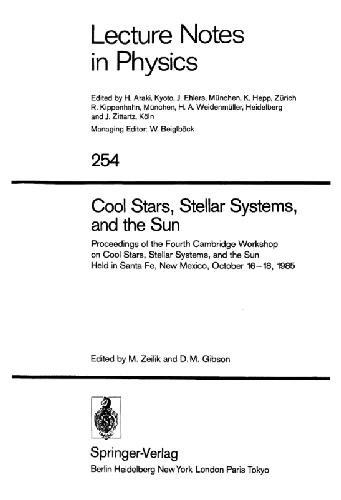 Lecture Notes
in Physics
Edited by H. Araki, Kyoto, J. Ehlers, München, K. Hepp, Zürich
R. Kippenhahn, München, H. A. Weidenmüller, Heidelberg
and J. Zittartz, Köln
Managing Editor: W. Beiglböck
254
Cool Stars, Stellar Systems,
and the Sun
Proceedings of the Fourth Cambridge Workshop
on Cool Stars, Stellar Systems, and the Sun
Held in Santa Fe, New Mexico, October 16–18, 1985
Edited by M. Zeilik and D. M. Gibson
Springer-Verlag
Berlin Heidelberg New York London Paris Tokyo